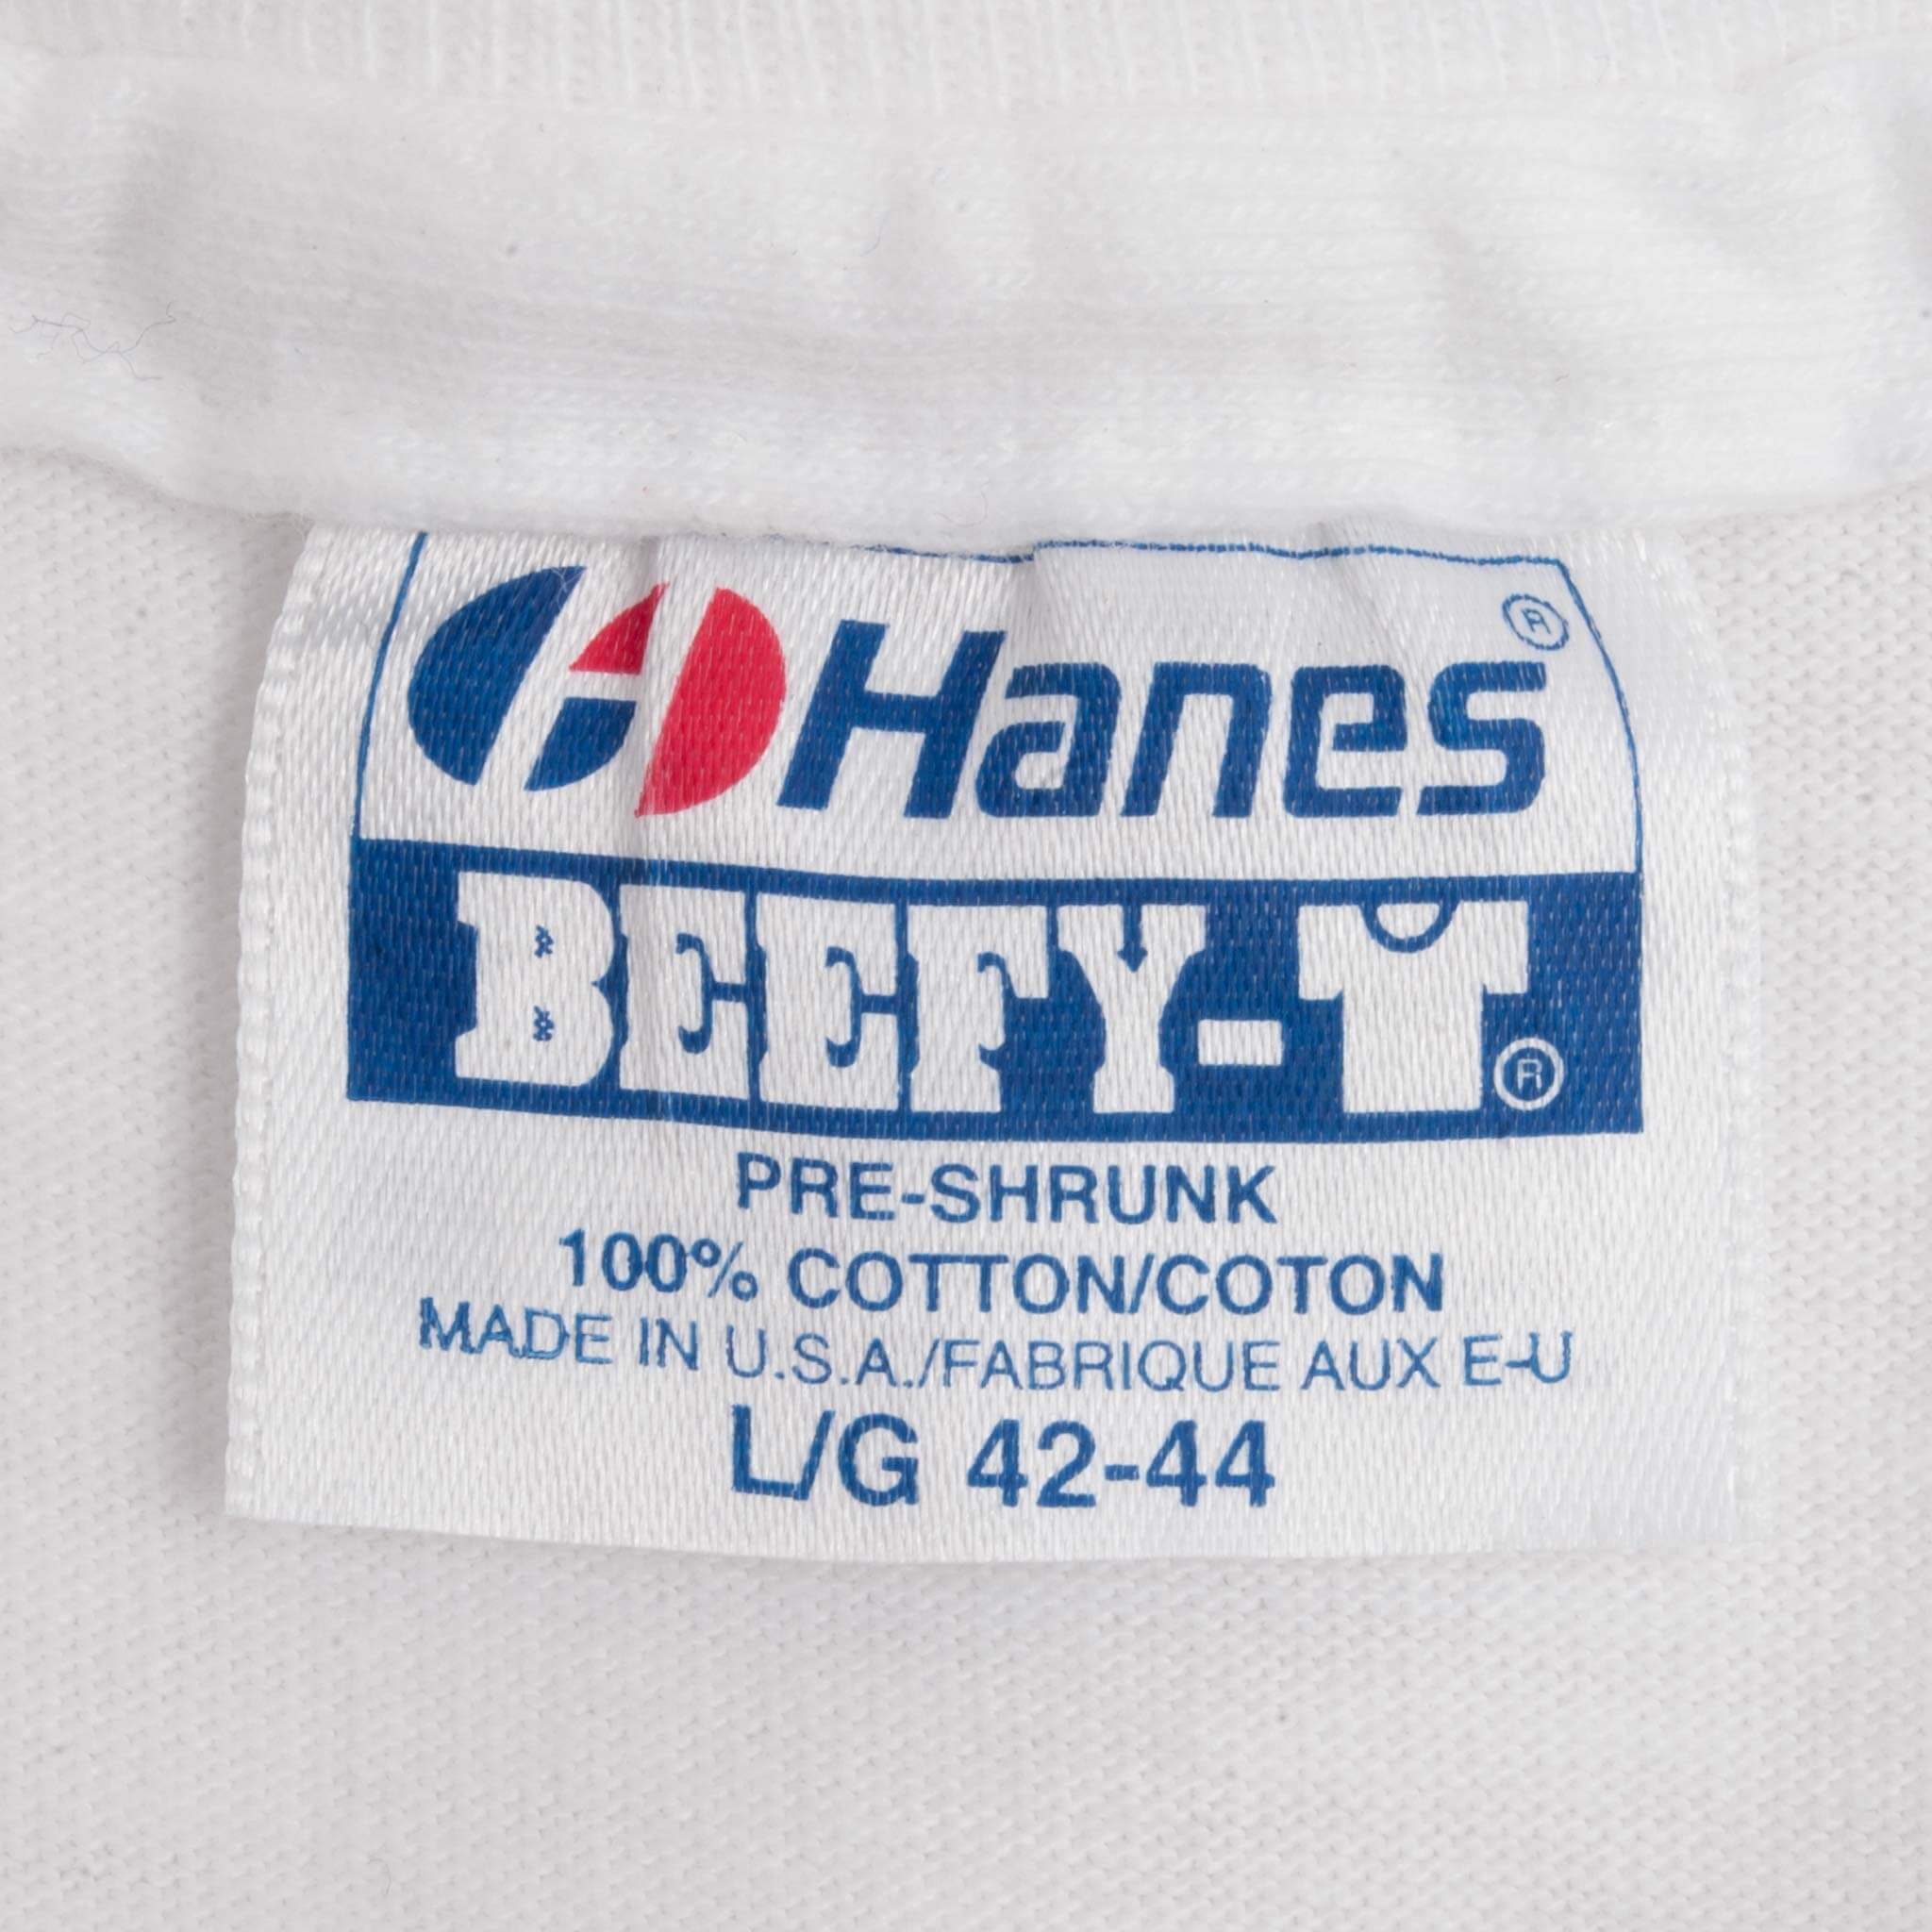 Hanes®
BEEFY-T®
PRE-SHRUNK
100% COTTON/COTON
MADE IN U.S.A./FABRIQUE AUX E-U
L/G 42-44